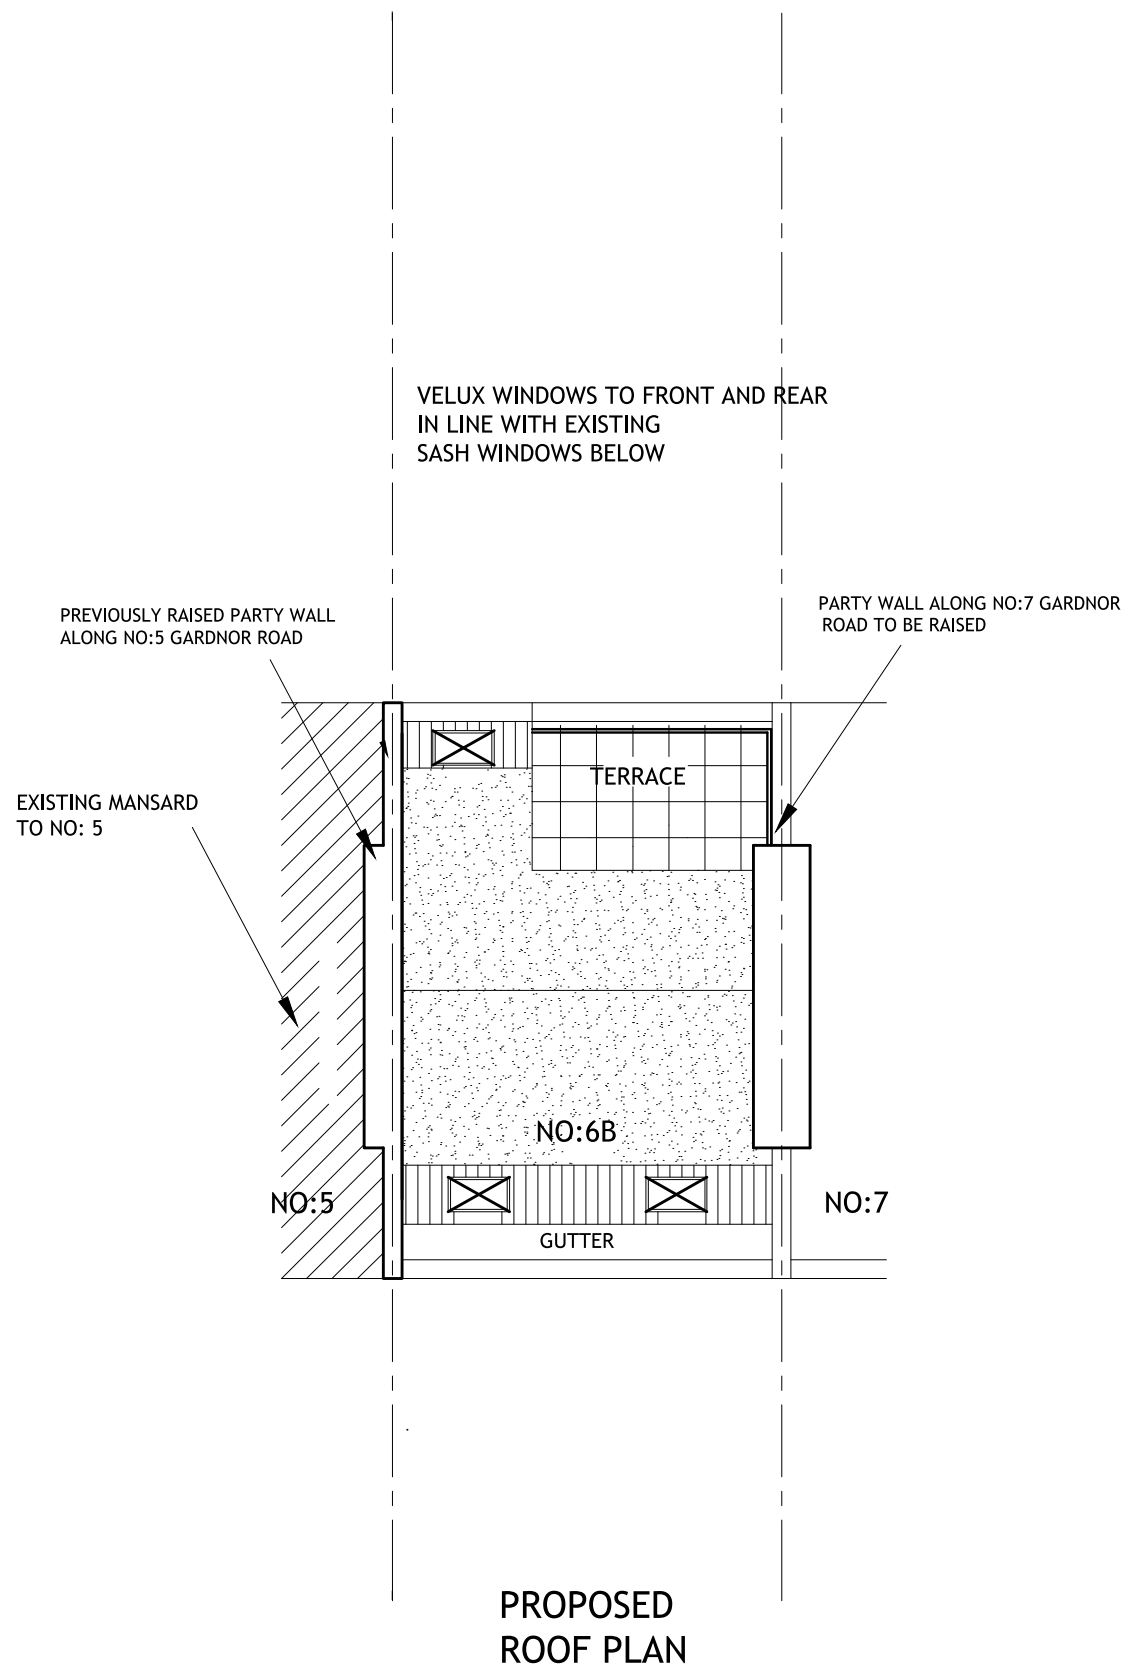 VELUX WINDOWS TO FRONT AND REAR
IN LINE WITH EXISTING
SASH WINDOWS BELOW
PREVIOUSLY RAISED PARTY WALL
ALONG NO:5 GARDNOR ROAD
PARTY WALL ALONG NO:7 GARDNOR
ROAD TO BE RAISED
TERRACE
EXISTING MANSARD
TO NO: 5
NO:6B
NO:5
NO:7
GUTTER
PROPOSED
ROOF PLAN